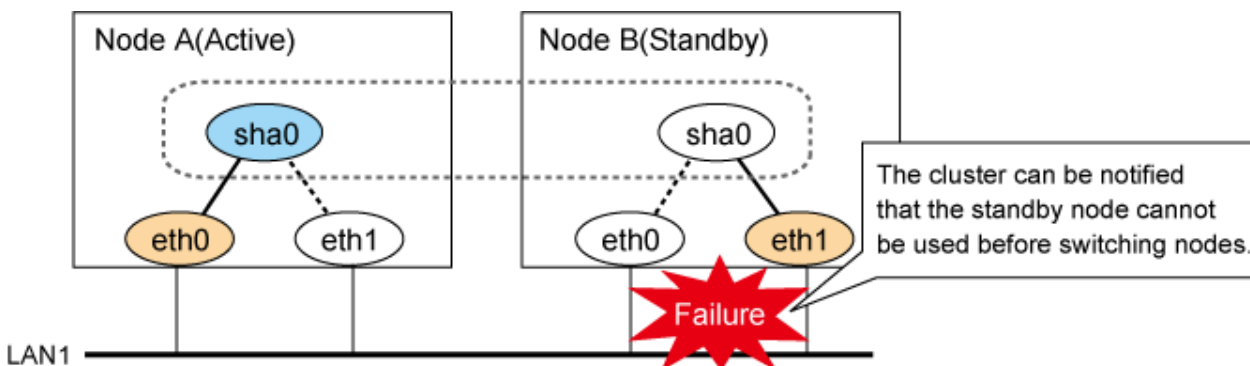 Node A(Active)
Node B(Standby)
sha0
sha0
The cluster can be notified
that the standby node cannot
be used before switching nodes.
eth0
eth1
eth0
eth1
Failure
LAN1